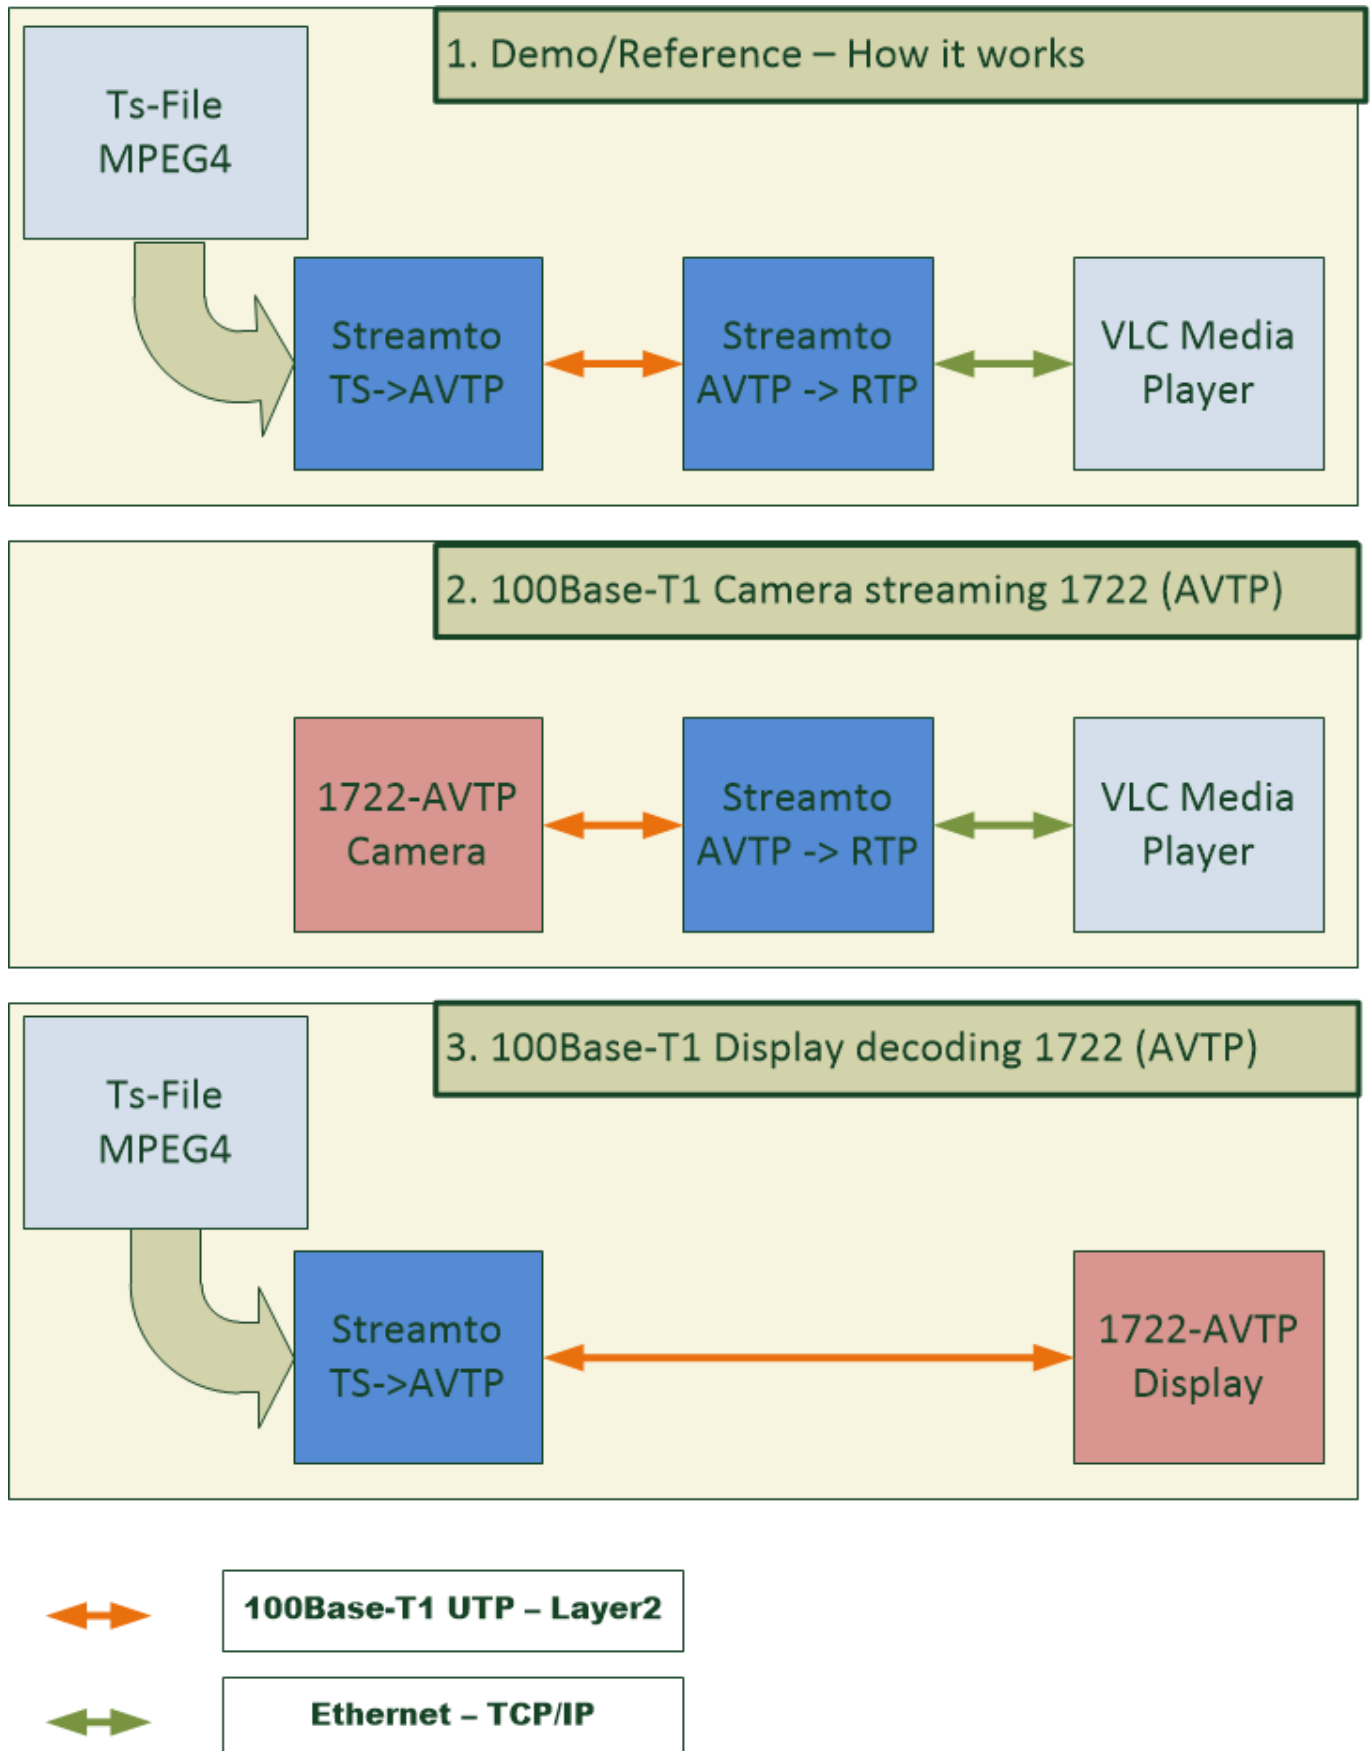 1. Demo/Reference – How it works
Ts-File
MPEG4
Streamto
TS->AVTP
Streamto
AVTP -> RTP
VLC Media
Player
2. 100Base-T1 Camera streaming 1722 (AVTP)
1722-AVTP
Camera
Streamto
AVTP -> RTP
VLC Media
Player
3. 100Base-T1 Display decoding 1722 (AVTP)
Ts-File
MPEG4
Streamto
TS->AVTP
1722-AVTP
Display
100Base-T1 UTP – Layer2
Ethernet – TCP/IP